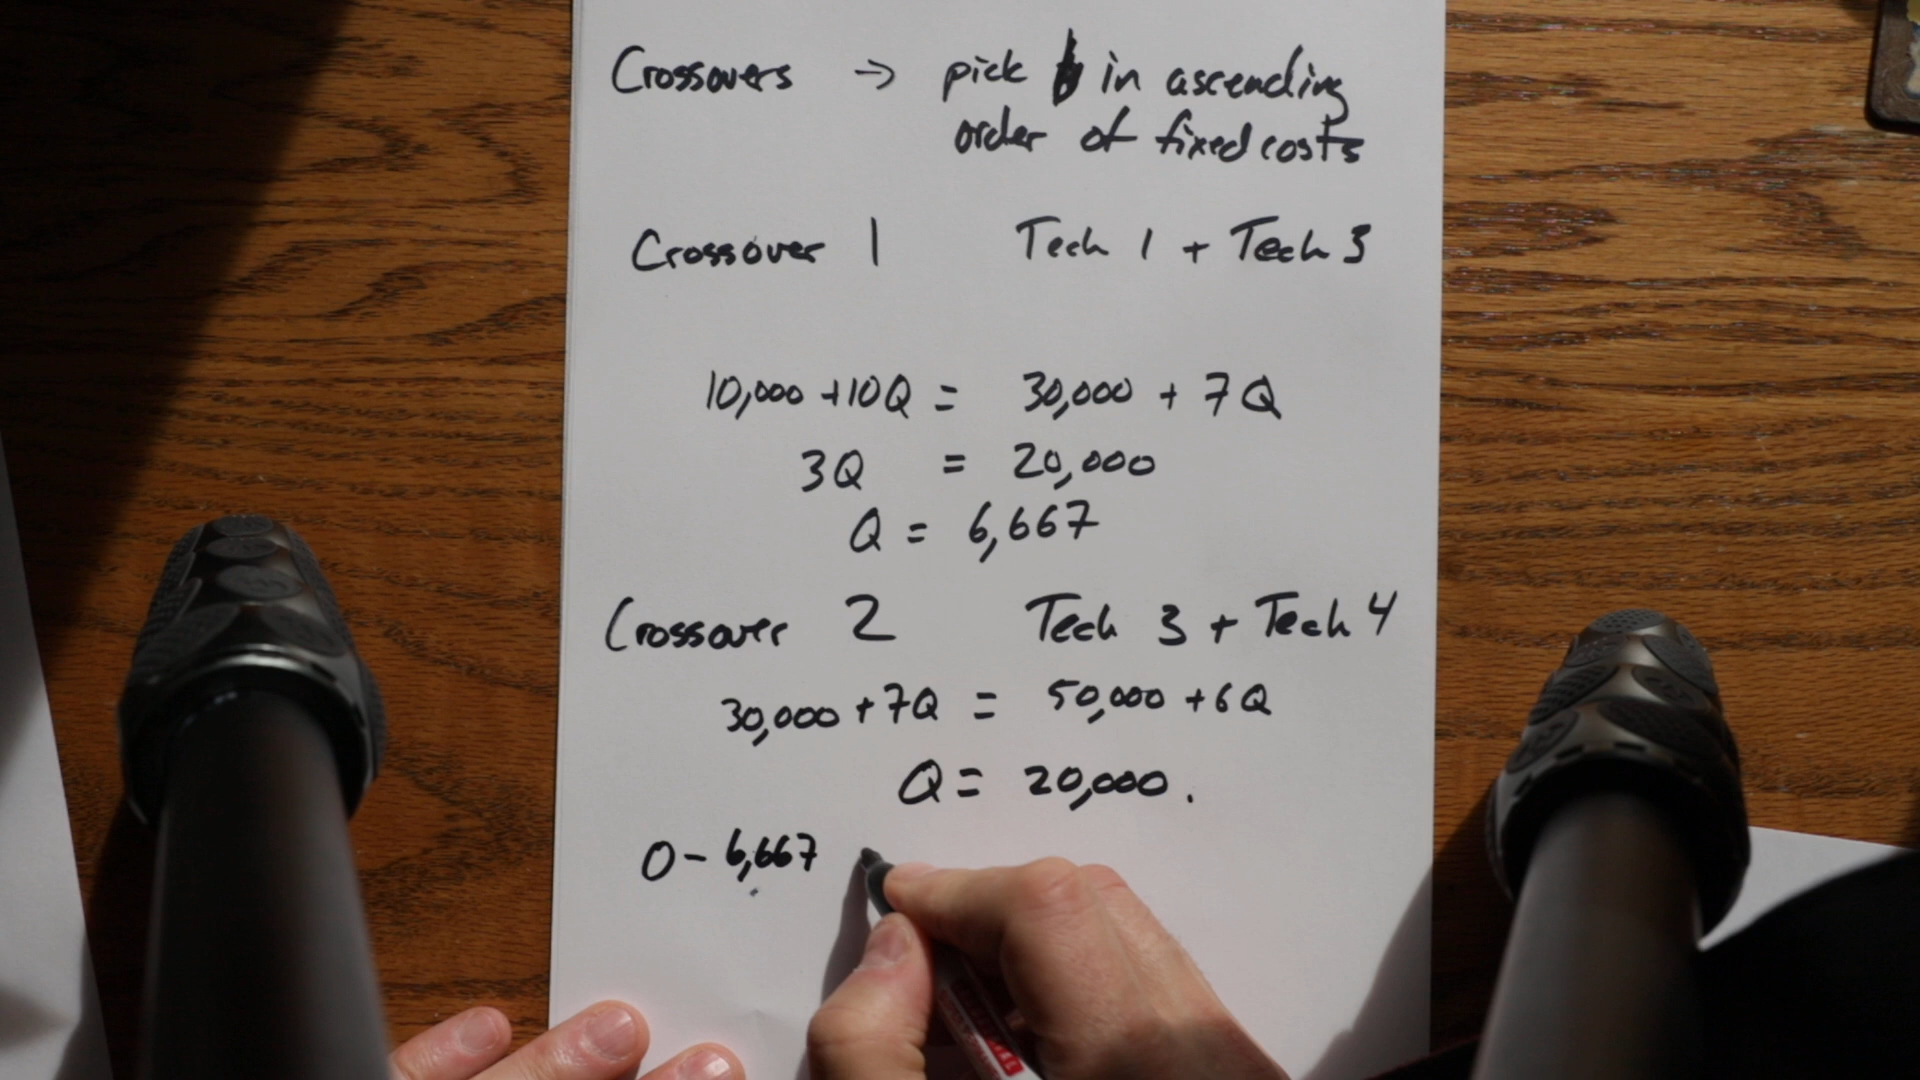 Crossovers → pick in ascending
order of fixed costs
Crossover 1 Tech 1 + Tech 3
10,000 + 10Q = 30,000 + 7Q
3Q = 20,000
Q = 6,667
Crossover 2 Tech 3 + Tech 4
30,000 + 7Q = 50,000 + 6Q
Q = 20,000.
0 - 6,667